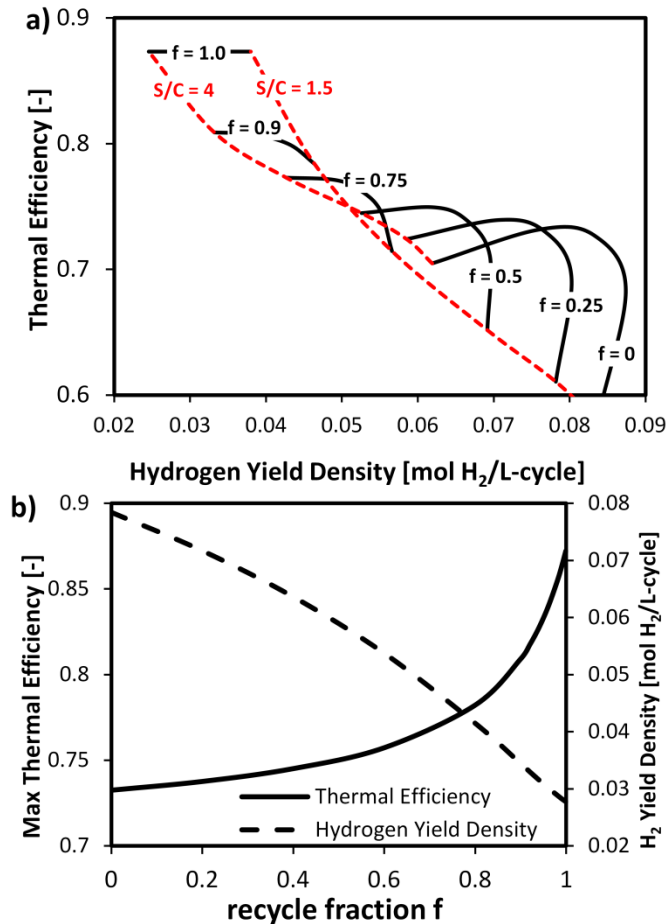 a)
Thermal Efficiency [-]
0.9
0.8
0.7
0.6
f = 1.0
S/C = 4
S/C = 1.5
f = 0.9
f = 0.75
f = 0.5
f = 0.25
f = 0
0.02 0.03 0.04 0.05 0.06 0.07 0.08 0.09
Hydrogen Yield Density [mol H₂/L-cycle]
b)
Max Thermal Efficiency [-]
0.9
0.85
0.8
0.75
0.7
H₂ Yield Density [mol H₂/L-cycle]
0.08
0.07
0.06
0.05
0.04
0.03
0.02
Thermal Efficiency
Hydrogen Yield Density
0 0.2 0.4 0.6 0.8 1
recycle fraction f